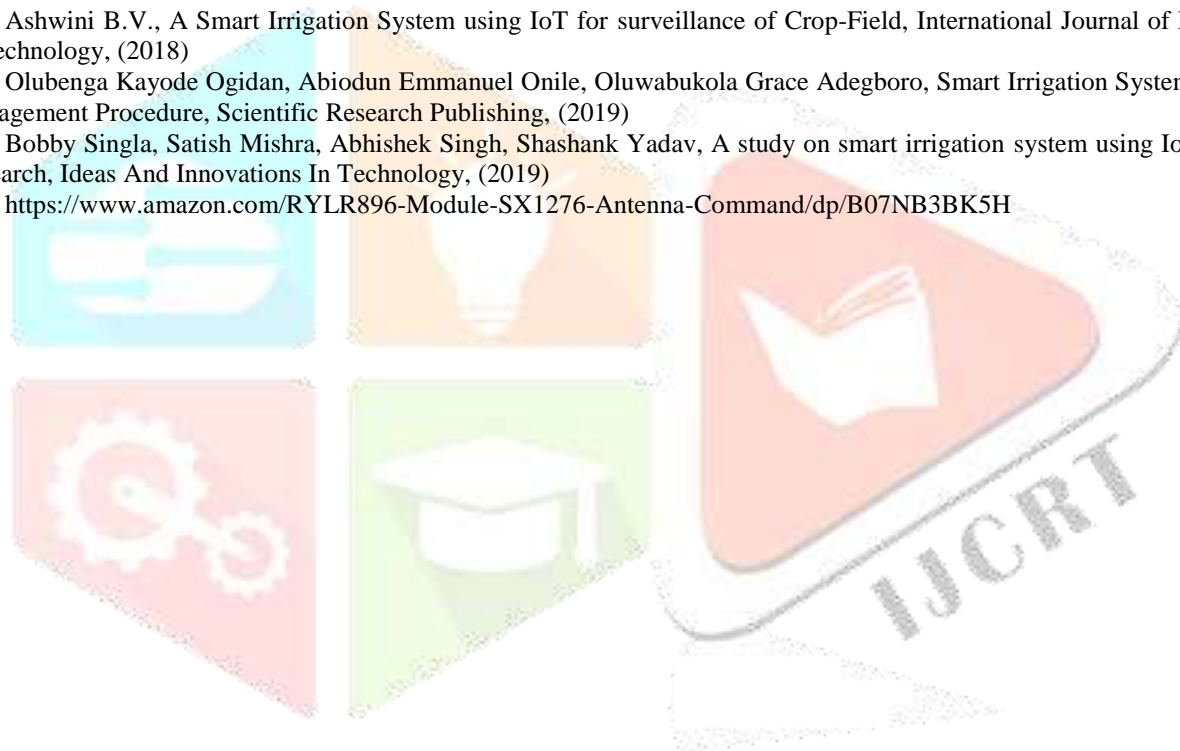 Ashwini B.V., A Smart Irrigation System using IoT for surveillance of Crop-Field, International Journal of
echnology, (2018)
Olubenga Kayode Ogidan, Abiodun Emmanuel Onile, Oluwabukola Grace Adegboro, Smart Irrigation System
agement Procedure, Scientific Research Publishing, (2019)
Bobby Singla, Satish Mishra, Abhishek Singh, Shashank Yadav, A study on smart irrigation system using Io
earch, Ideas And Innovations In Technology, (2019)
https://www.amazon.com/RYLR896-Module-SX1276-Antenna-Command/dp/B07NB3BK5H
IJCRT